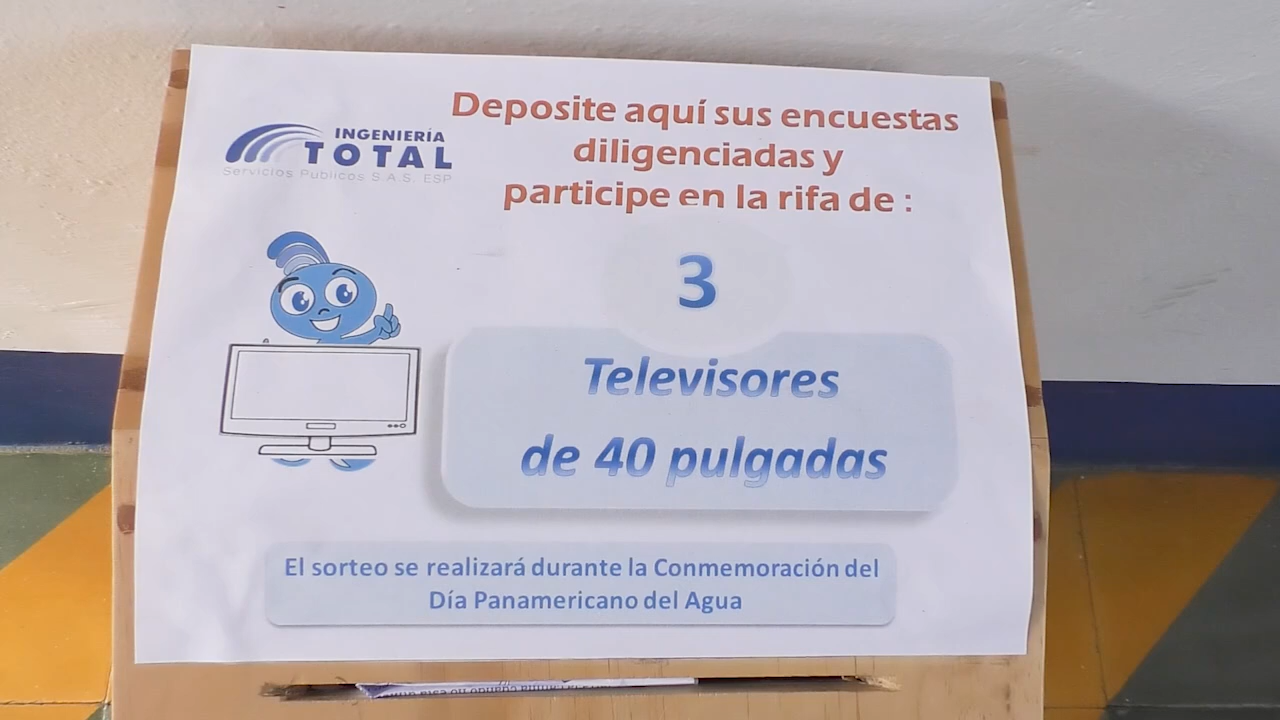 INGENIERÍA
TOTAL
Servicios Públicos S.A.S. ESP
Deposite aquí sus encuestas
diligenciadas y
participe en la rifa de :
3
Televisores
de 40 pulgadas
El sorteo se realizará durante la Conmemoración del
Día Panamericano del Agua